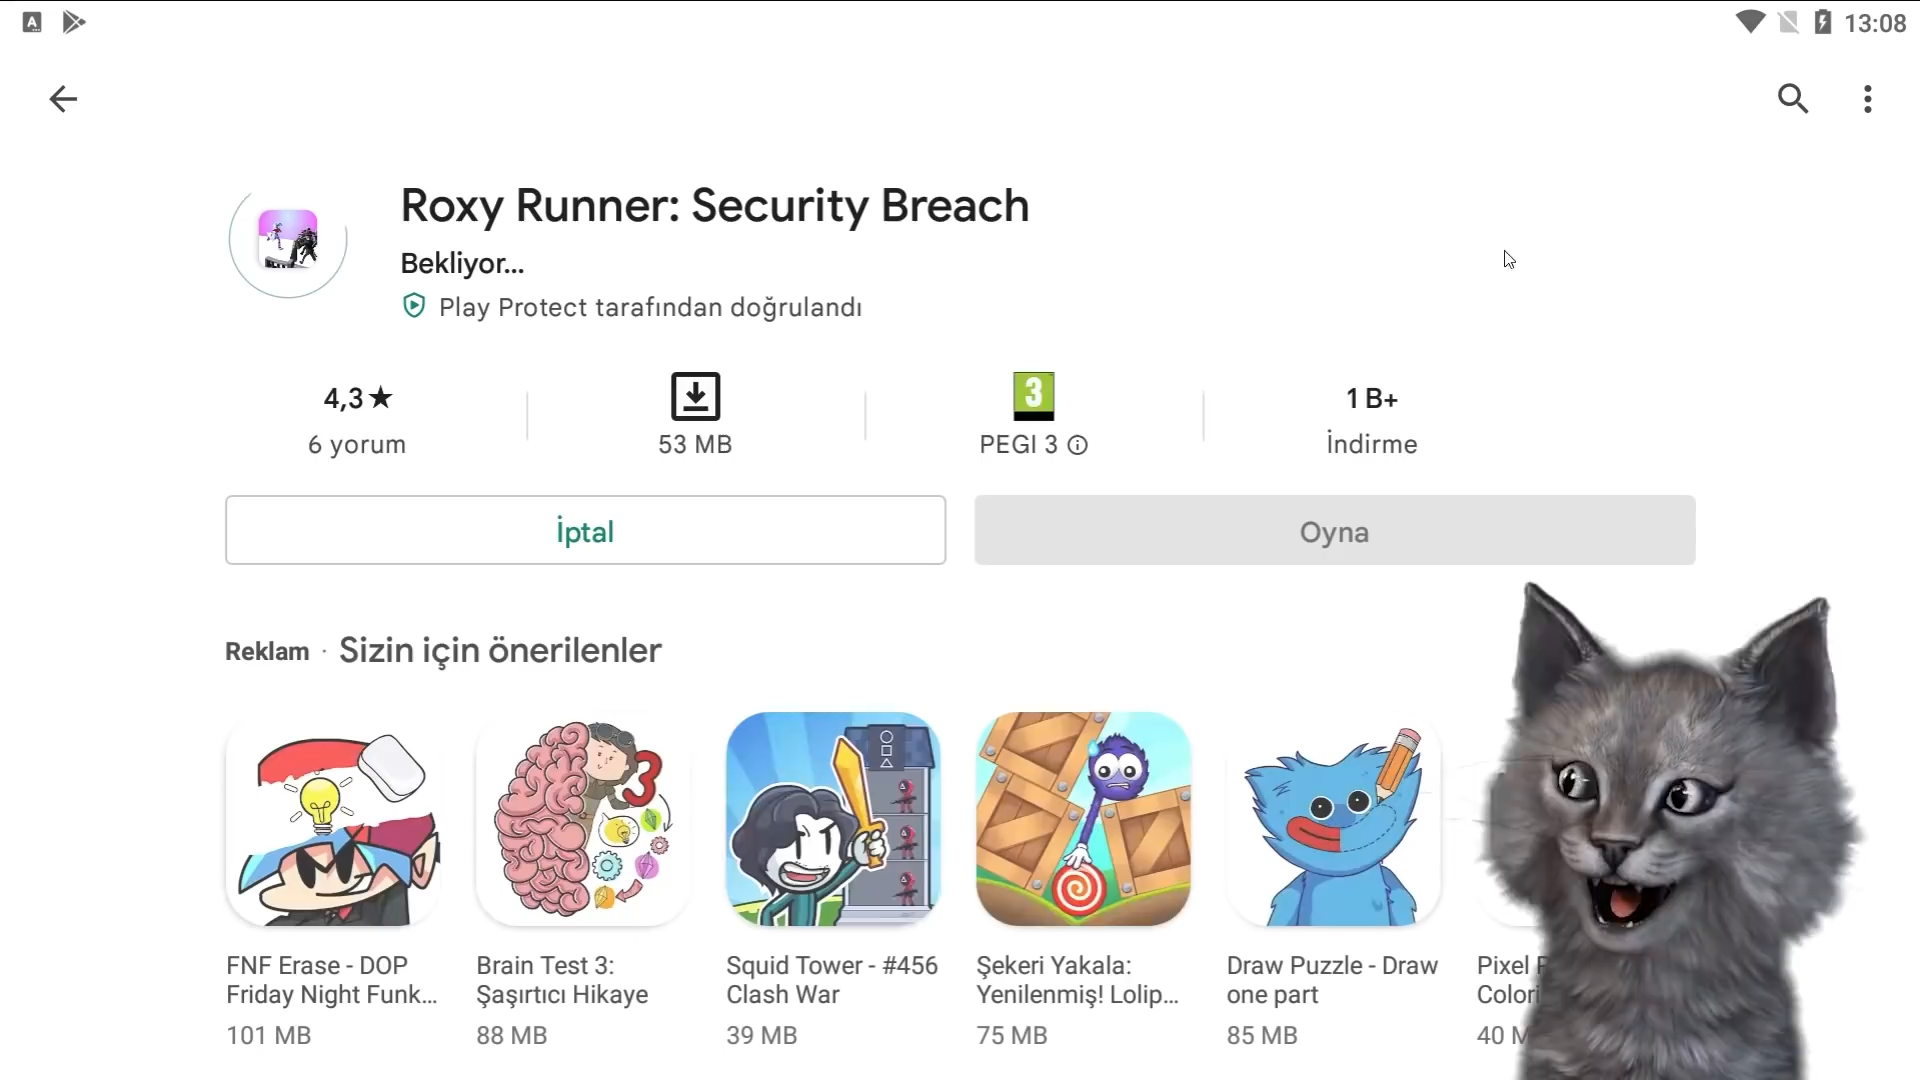 13:08
Roxy Runner: Security Breach
Bekliyor...
Play Protect tarafından doğrulandı
4,3★
6 yorum
53 MB
3
PEGI 3
1 B+
İndirme
İptal
Oyna
Reklam · Sizin için önerilenler
3
FNF Erase - DOP
Friday Night Funk...
101 MB
Brain Test 3:
Şaşırtıcı Hikaye
88 MB
Squid Tower - #456
Clash War
39 MB
Şekeri Yakala:
Yenilenmiş! Lolip...
75 MB
Draw Puzzle - Draw
one part
85 MB
Pixel
40